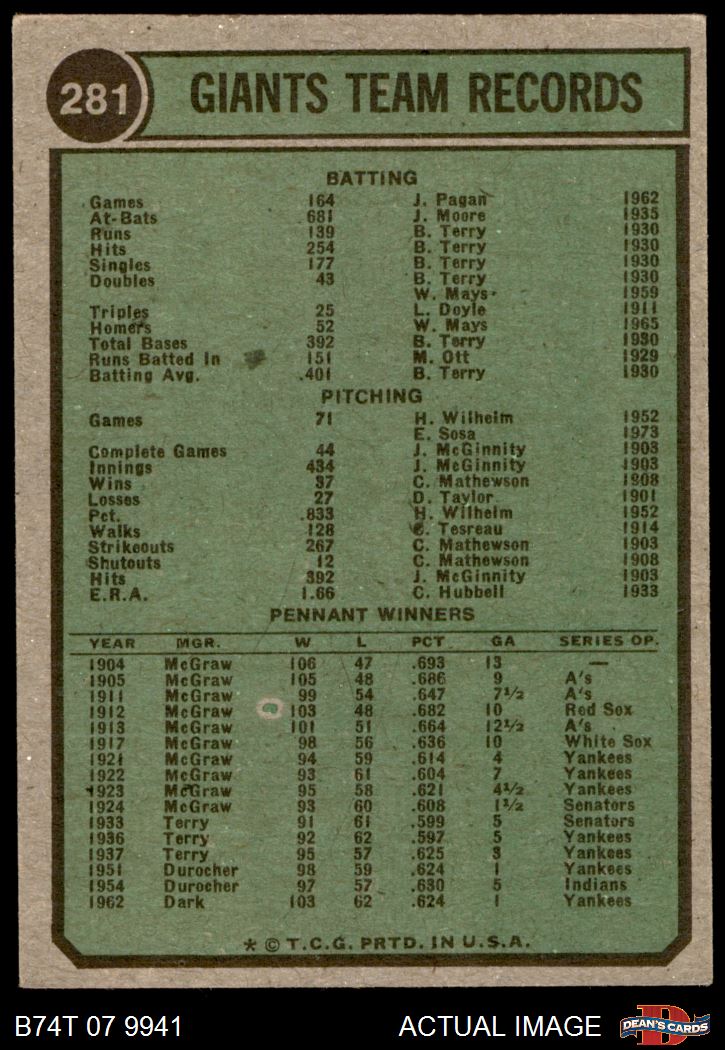 281 GIANTS TEAM RECORDS
BATTING
Games 164 J. Pagan 1962
At-Bats 681 J. Moore 1935
Runs 139 B. Terry 1930
Hits 254 B. Terry 1930
Singles 177 B. Terry 1930
Doubles 43 B. Terry 1930
W. Mays 1959
Triples 25 L. Doyle 1911
Homers 52 W. Mays 1965
Total Bases 392 B. Terry 1930
Runs Batted In 151 M. Ott 1929
Batting Avg. .401 B. Terry 1930
PITCHING
Games 71 H. Wilhelm 1952
E. Sosa 1973
Complete Games 44 J. McGinnity 1903
Innings 434 J. McGinnity 1903
Wins 37 C. Mathewson 1908
Losses 27 D. Taylor 1901
Pct. .833 H. Wilhelm 1952
Walks 128 Tesreau 1914
Strikeouts 267 C. Mathewson 1903
Shutouts 12 C. Mathewson 1908
Hits 392 J. McGinnity 1903
E.R.A. 1.66 C. Hubbell 1933
PENNANT WINNERS
YEAR MGR. W L PCT GA SERIES OP.
1904 McGraw 106 47 .693 13 —
1905 McGraw 105 48 .686 9 A's
1911 McGraw 99 54 .647 7½ A's
1912 McGraw 103 48 .682 10 Red Sox
1913 McGraw 101 51 .664 12½ A's
1917 McGraw 98 56 .636 10 White Sox
1921 McGraw 94 59 .614 4 Yankees
1922 McGraw 93 61 .604 7 Yankees
1923 McGraw 95 58 .621 4½ Yankees
1924 McGraw 93 60 .608 1½ Senators
1933 Terry 91 61 .599 5 Senators
1936 Terry 92 62 .597 5 Yankees
1937 Terry 95 57 .625 3 Yankees
1951 Durocher 98 59 .624 1 Yankees
1954 Durocher 97 57 .630 5 Indians
1962 Dark 103 62 .624 1 Yankees
* © T.C.G. PRTD. IN U.S.A.
B74T 07 9941 ACTUAL IMAGE D DEAN'S CARDS